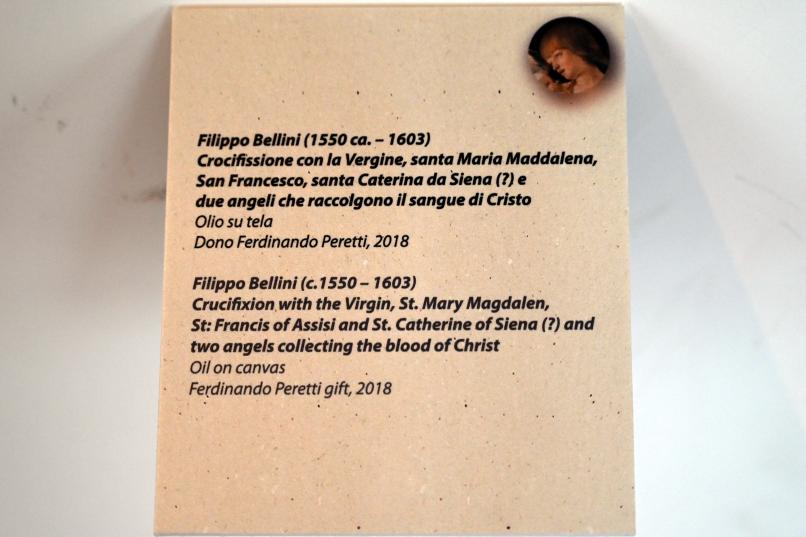 Filippo Bellini (1550 ca. – 1603)
Crocifissione con la Vergine, santa Maria Maddalena,
San Francesco, santa Caterina da Siena (?) e
due angeli che raccolgono il sangue di Cristo
Olio su tela
Dono Ferdinando Peretti, 2018
Filippo Bellini (c.1550 – 1603)
Crucifixion with the Virgin, St. Mary Magdalen,
St: Francis of Assisi and St. Catherine of Siena (?) and
two angels collecting the blood of Christ
Oil on canvas
Ferdinando Peretti gift, 2018